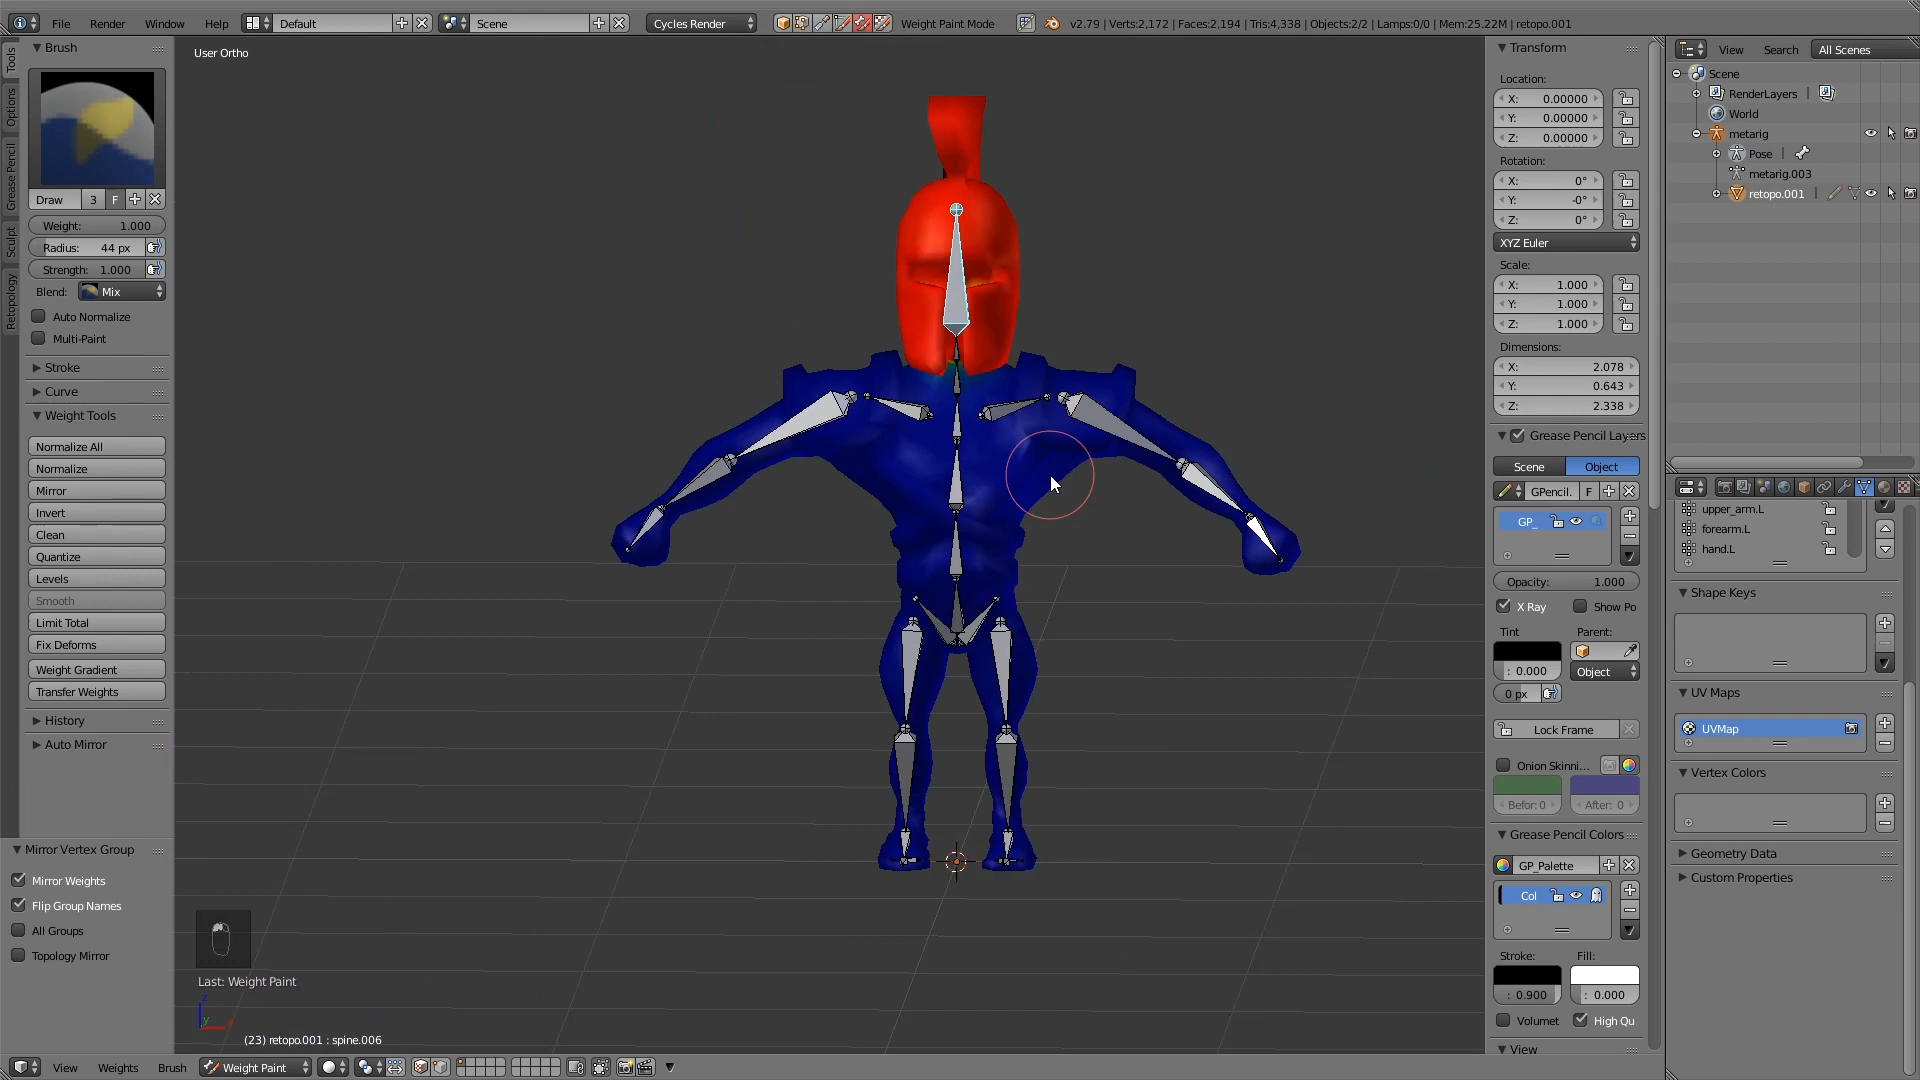 File Render Window Help Default Scene Cycles Render Weight Paint Mode v2.79 | Verts:2,172 | Faces:2,194 | Tris:4,338 | Objects:2/2 | Lamps:0/0 | Mem:25.22M | retopo.001
Tools
Options
Grease Pencil
Sculpt
Retopology
Brush
Draw 3 F
Weight: 1.000
Radius: 44 px
Strength: 1.000
Blend: Mix
Auto Normalize
Multi-Paint
Stroke
Curve
Weight Tools
Normalize All
Normalize
Mirror
Invert
Clean
Quantize
Levels
Smooth
Limit Total
Fix Deforms
Weight Gradient
Transfer Weights
History
Auto Mirror
Mirror Vertex Group
Mirror Weights
Flip Group Names
All Groups
Topology Mirror
User Ortho
Last: Weight Paint
z
y
x
(23) retopo.001 : spine.006
View Weights Brush Weight Paint
Transform
Location:
X: 0.00000
Y: 0.00000
Z: 0.00000
Rotation:
X: 0°
Y: -0°
Z: 0°
XYZ Euler
Scale:
X: 1.000
Y: 1.000
Z: 1.000
Dimensions:
X: 2.078
Y: 0.643
Z: 2.338
Grease Pencil Layers
Scene Object
GPencil. F
GP_
Opacity: 1.000
X Ray Show Po
Tint Parent:
: 0.000 Object
0 px
Lock Frame
Onion Skinni...
Befor: 0 After: 0
Grease Pencil Colors
GP_Palette
Col
Stroke: Fill:
: 0.900 : 0.000
Volumet High Qu
View
View Search All Scenes
Scene
RenderLayers |
World
metarig
Pose |
metarig.003
retopo.001 |
upper_arm.L
forearm.L
hand.L
Shape Keys
UV Maps
UVMap
Vertex Colors
Geometry Data
Custom Properties